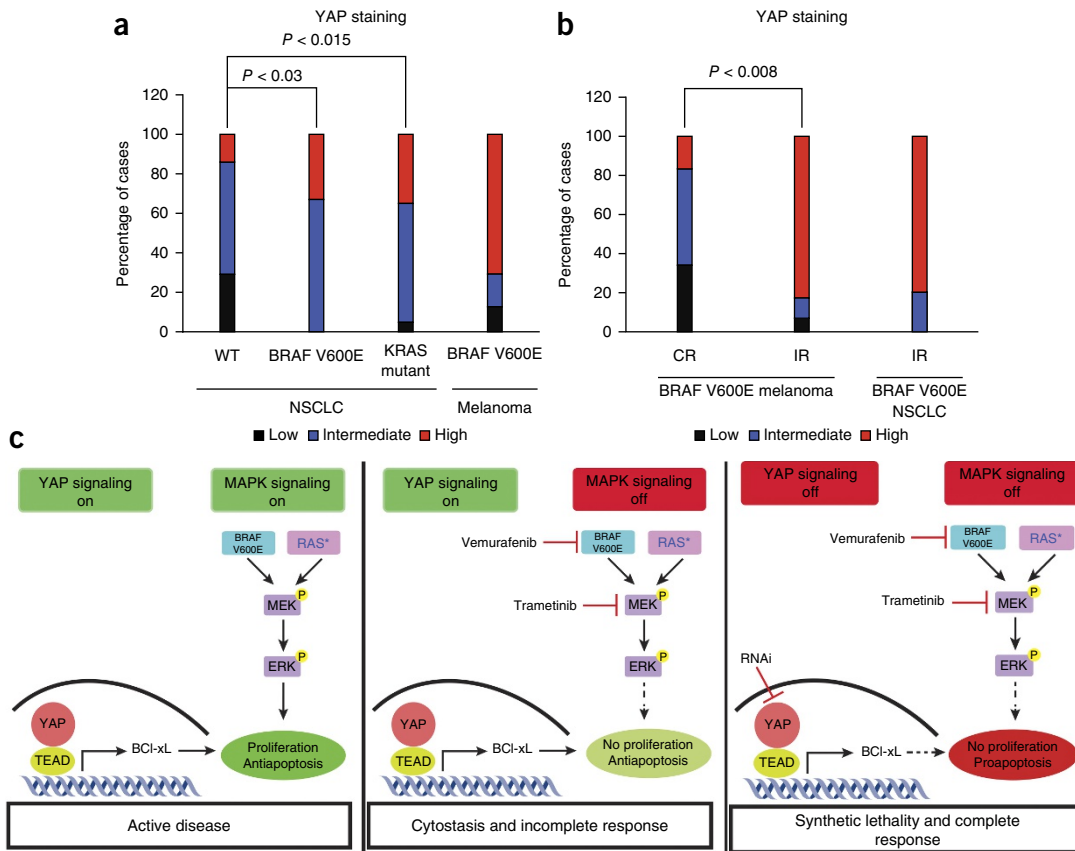 a
YAP staining
P < 0.015
P < 0.03
120
100
80
60
40
20
0
Percentage of cases
WT
BRAF V600E
KRAS
mutant
BRAF V600E
NSCLC
Melanoma
Low Intermediate High
b
YAP staining
P < 0.008
120
100
80
60
40
20
0
Percentage of cases
CR
IR
IR
BRAF V600E melanoma
BRAF V600E
NSCLC
Low Intermediate High
c
YAP signaling
on
MAPK signaling
on
BRAF
V600E
RAS*
MEK
P
ERK
P
YAP
TEAD
BCl-xL
Proliferation
Antiapoptosis
Active disease
YAP signaling
on
MAPK signaling
off
Vemurafenib
BRAF
V600E
RAS*
Trametinib
MEK
P
ERK
P
YAP
TEAD
BCl-xL
No proliferation
Antiapoptosis
Cytostasis and incomplete response
YAP signaling
off
MAPK signaling
off
Vemurafenib
BRAF
V600E
RAS*
Trametinib
MEK
P
ERK
P
RNAi
YAP
TEAD
BCl-xL
No proliferation
Proapoptosis
Synthetic lethality and complete
response